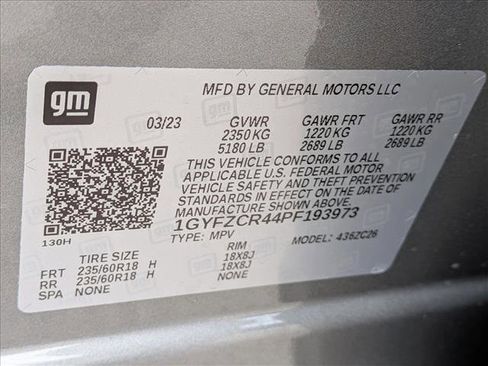 gm
MFD BY GENERAL MOTORS LLC
03/23 GVWR GAWR FRT GAWR RR
2350 KG 1220 KG 1220 KG
5180 LB 2689 LB 2689 LB
THIS VEHICLE CONFORMS TO ALL
APPLICABLE U.S. FEDERAL MOTOR
VEHICLE SAFETY AND THEFT PREVENTION
STANDARDS IN EFFECT ON THE DATE OF
MANUFACTURE SHOWN ABOVE.
1GYFZCR44PF193973
130H
TYPE: MPV MODEL: 436ZC26
TIRE SIZE RIM
FRT 235/60R18 H 18X8J
RR 235/60R18 H 18X8J
SPA NONE NONE